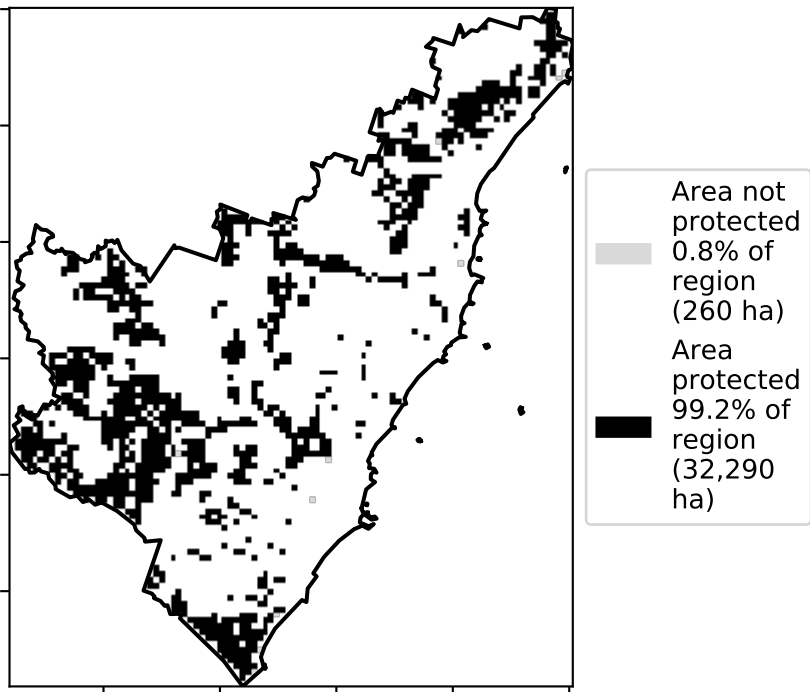 Area not
protected
0.8% of
region
(260 ha)
Area
protected
99.2% of
region
(32,290
ha)